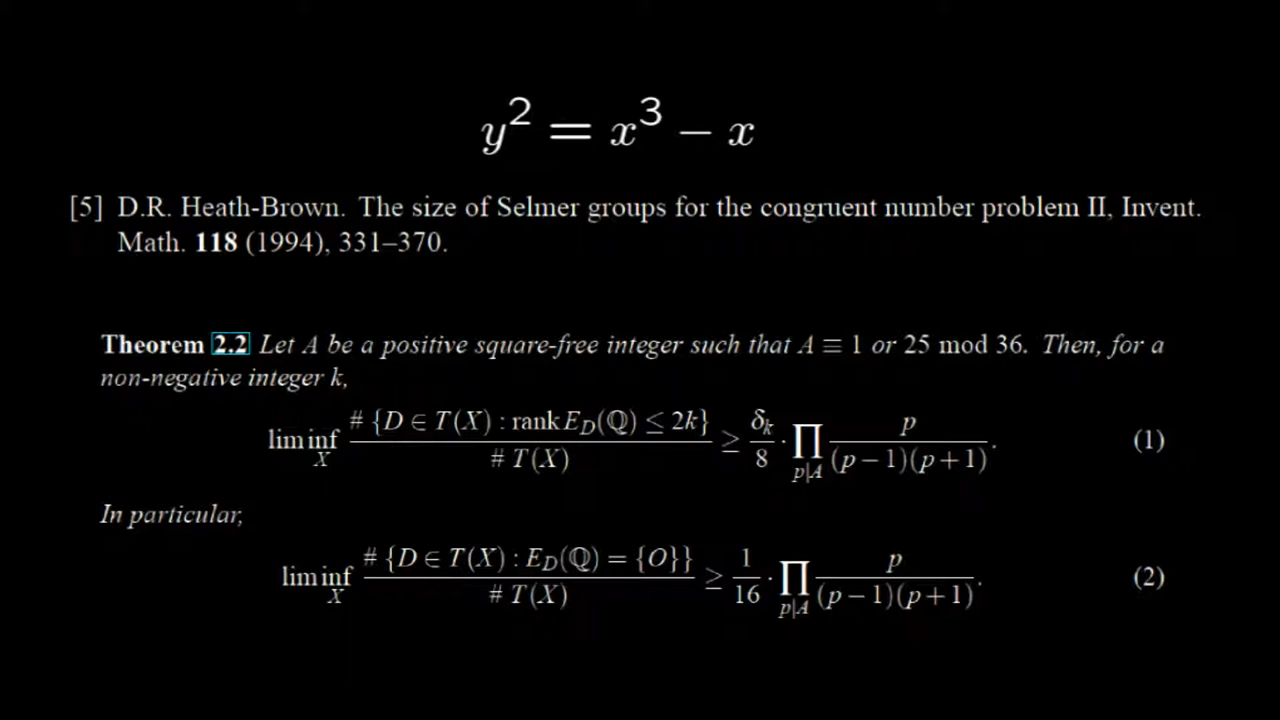 y² = x³ − x
[5] D.R. Heath-Brown. The size of Selmer groups for the congruent number problem II, Invent.
Math. 118 (1994), 331–370.
Theorem 2.2 Let A be a positive square-free integer such that A ≡ 1 or 25 mod 36. Then, for a
non-negative integer k,
lim inf_X # {D ∈ T(X) : rank E_D(ℚ) ≤ 2k} / # T(X) ≥ δ_k / 8 · ∏_{p|A} p / (p − 1)(p + 1) . (1)
In particular,
lim inf_X # {D ∈ T(X) : E_D(ℚ) = {O}} / # T(X) ≥ 1 / 16 · ∏_{p|A} p / (p − 1)(p + 1) . (2)